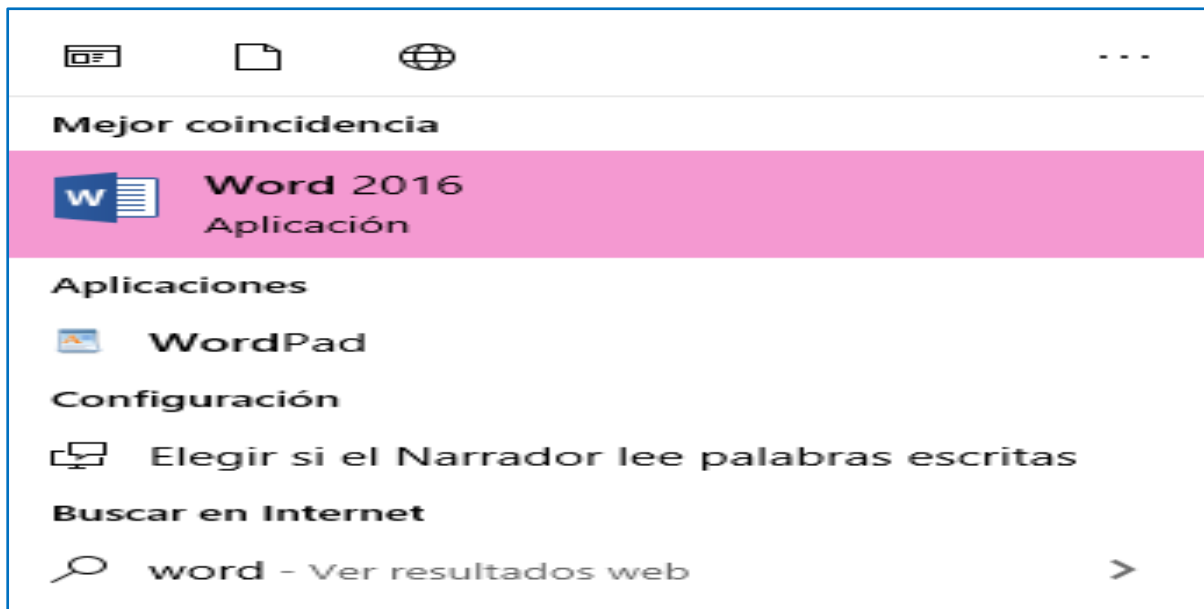 Mejor coincidencia
W
Word 2016
Aplicación
Aplicaciones
WordPad
Configuración
Elegir si el Narrador lee palabras escritas
Buscar en Internet
word - Ver resultados web